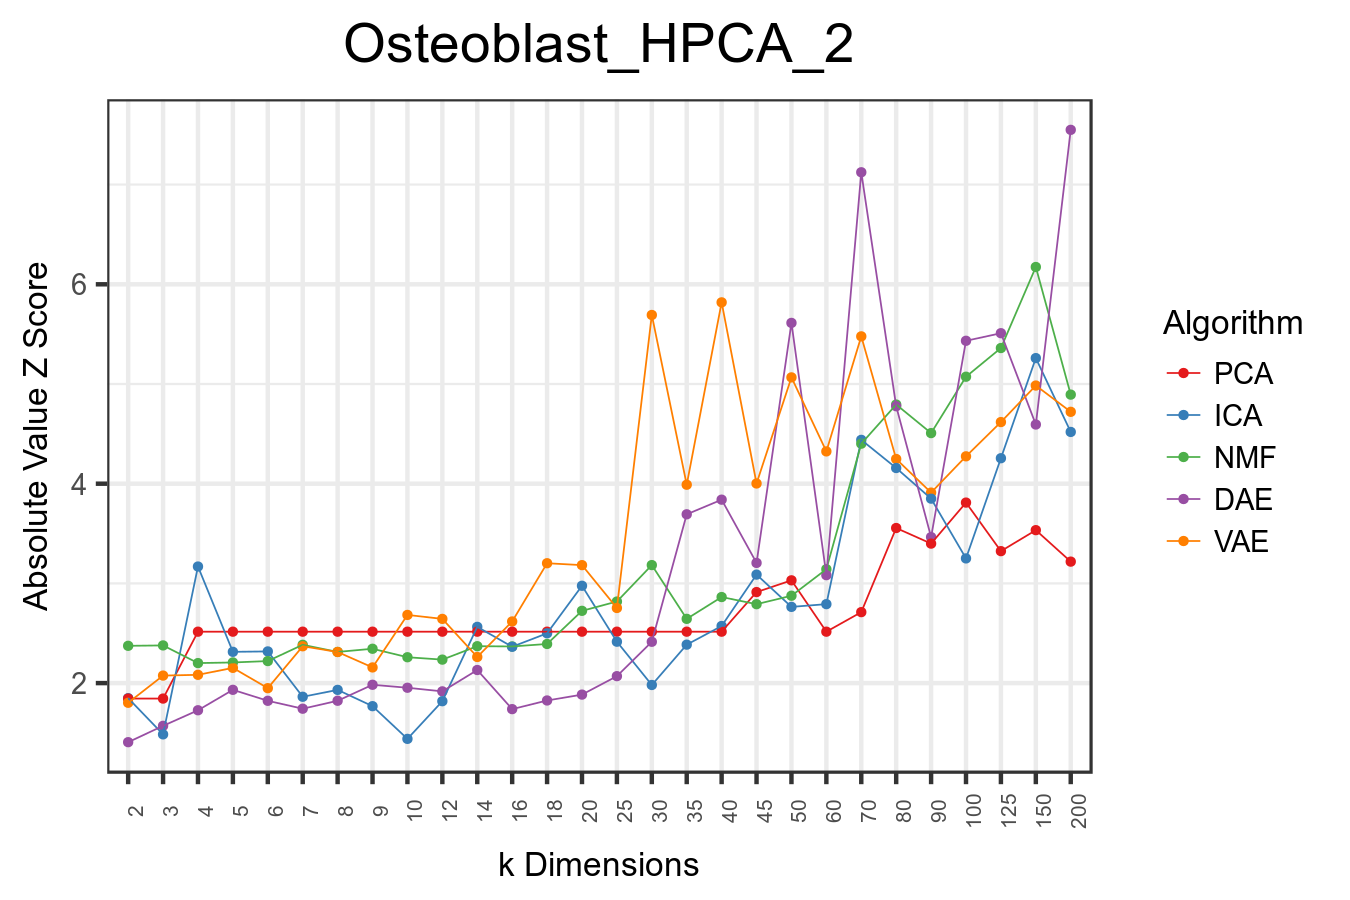 Osteoblast_HPCA_2
Absolute Value Z Score
6
4
2
2 3 4 5 6 7 8 9 10 12 14 16 18 20 25 30 35 40 45 50 60 70 80 90 100 125 150 200
k Dimensions
Algorithm
PCA
ICA
NMF
DAE
VAE